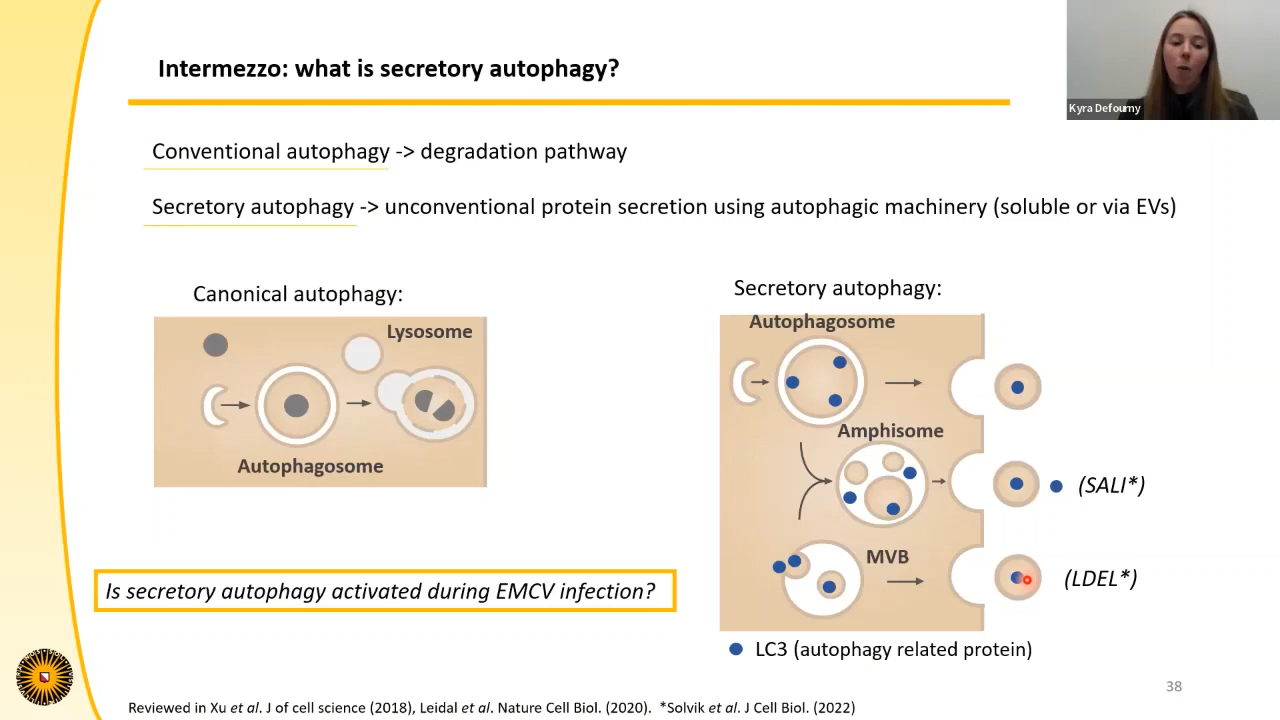 Intermezzo: what is secretory autophagy?
Kyra Defourny
Conventional autophagy -> degradation pathway
Secretory autophagy -> unconventional protein secretion using autophagic machinery (soluble or via EVs)
Canonical autophagy:
Lysosome
Autophagosome
Secretory autophagy:
Autophagosome
Amphisome
(SALI*)
MVB
(LDEL*)
LC3 (autophagy related protein)
Is secretory autophagy activated during EMCV infection?
38
Reviewed in Xu et al. J of cell science (2018), Leidal et al. Nature Cell Biol. (2020). *Solvik et al. J Cell Biol. (2022)